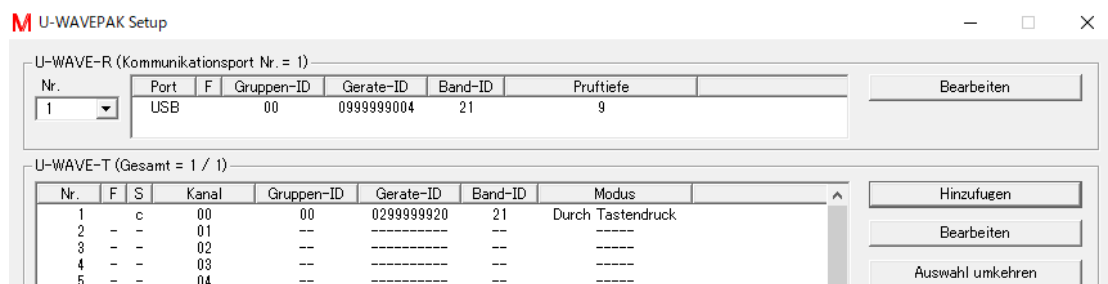 M U-WAVEPAK Setup
U-WAVE-R (Kommunikationsport Nr. = 1)
Nr. Port F Gruppen-ID Gerate-ID Band-ID Pruftiefe Bearbeiten
1 USB 00 0999999004 21 9
U-WAVE-T (Gesamt = 1 / 1)
Nr. F S Kanal Gruppen-ID Gerate-ID Band-ID Modus Hinzufugen
1 c 00 00 0299999920 21 Durch Tastendruck
2 - - 01 -- ---------- -- ----- Bearbeiten
3 - - 02 -- ---------- -- -----
4 - - 03 -- ---------- -- ----- Auswahl umkehren
5 - - 04 -- ---------- -- -----